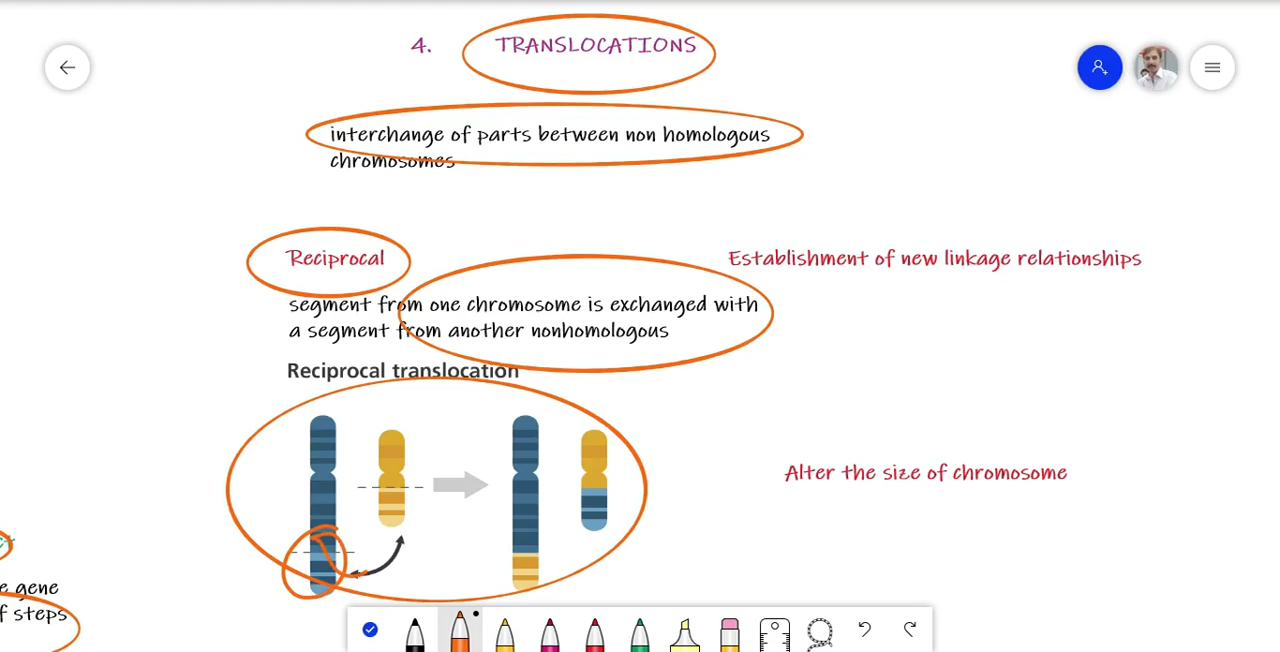 4. TRANSLOCATIONS
interchange of parts between non homologous
chromosomes
Reciprocal
segment from one chromosome is exchanged with
a segment from another nonhomologous
Reciprocal translocation
Establishment of new linkage relationships
Alter the size of chromosome
e gene
f steps